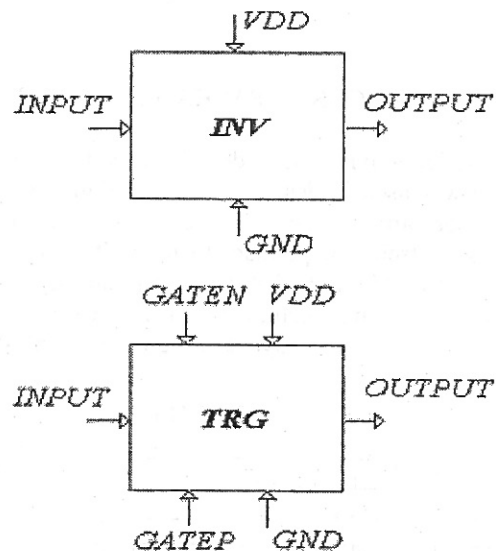 VDD
INPUT INV OUTPUT
GND
GATEN VDD
INPUT TRG OUTPUT
GATEP GND